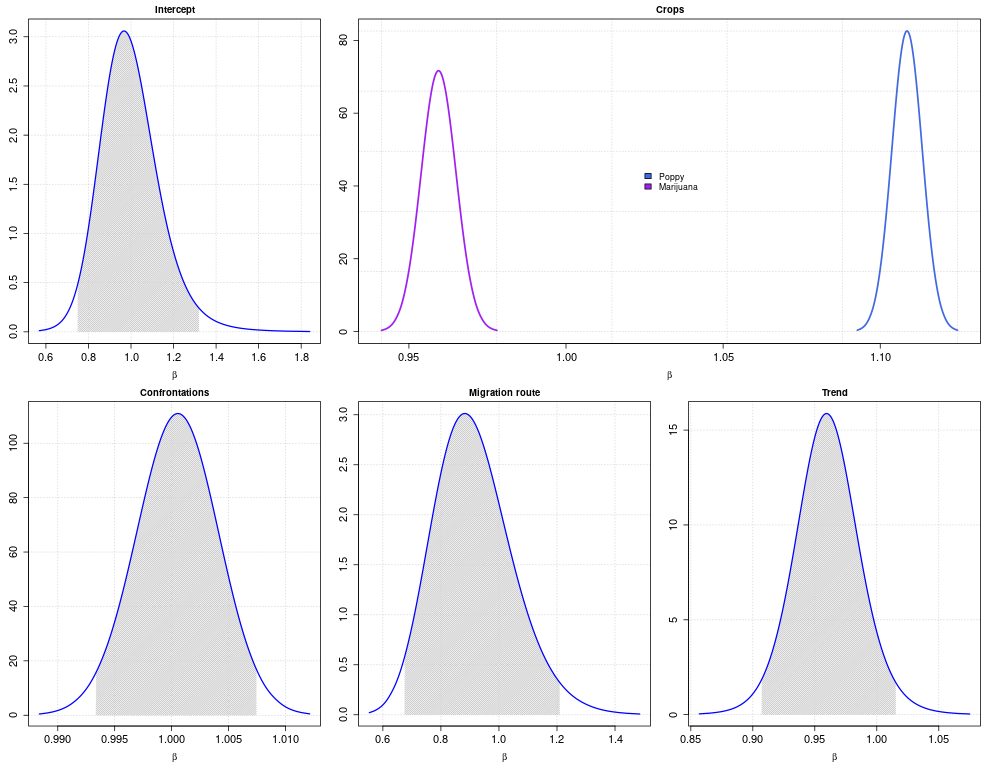 Intercept
3.0
2.5
2.0
1.5
1.0
0.5
0.0
0.6 0.8 1.0 1.2 1.4 1.6 1.8
β
Crops
80
60
40
20
0
Poppy
Marijuana
0.95 1.00 1.05 1.10
β
Confrontations
100
80
60
40
20
0
0.990 0.995 1.000 1.005 1.010
β
Migration route
3.0
2.5
2.0
1.5
1.0
0.5
0.0
0.6 0.8 1.0 1.2 1.4
β
Trend
15
10
5
0
0.85 0.90 0.95 1.00 1.05
β